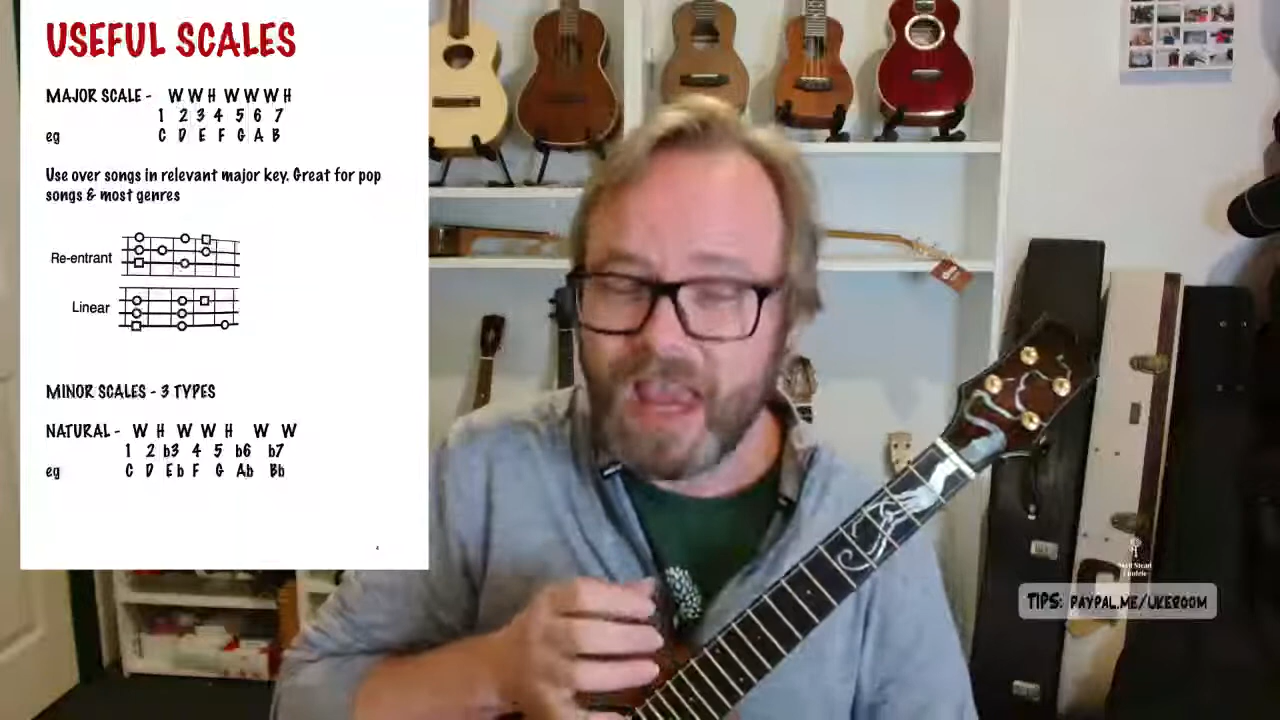 USEFUL SCALES
MAJOR SCALE - W W H W W W H
1 2 3 4 5 6 7
eg C D E F G A B
Use over songs in relevant major key. Great for pop
songs & most genres
Re-entrant
Linear
MINOR SCALES - 3 TYPES
NATURAL - W H W W H W W
1 2 b3 4 5 b6 b7
eg C D Eb F G Ab Bb
TIPS: PAYPAL.ME/UKEROOM